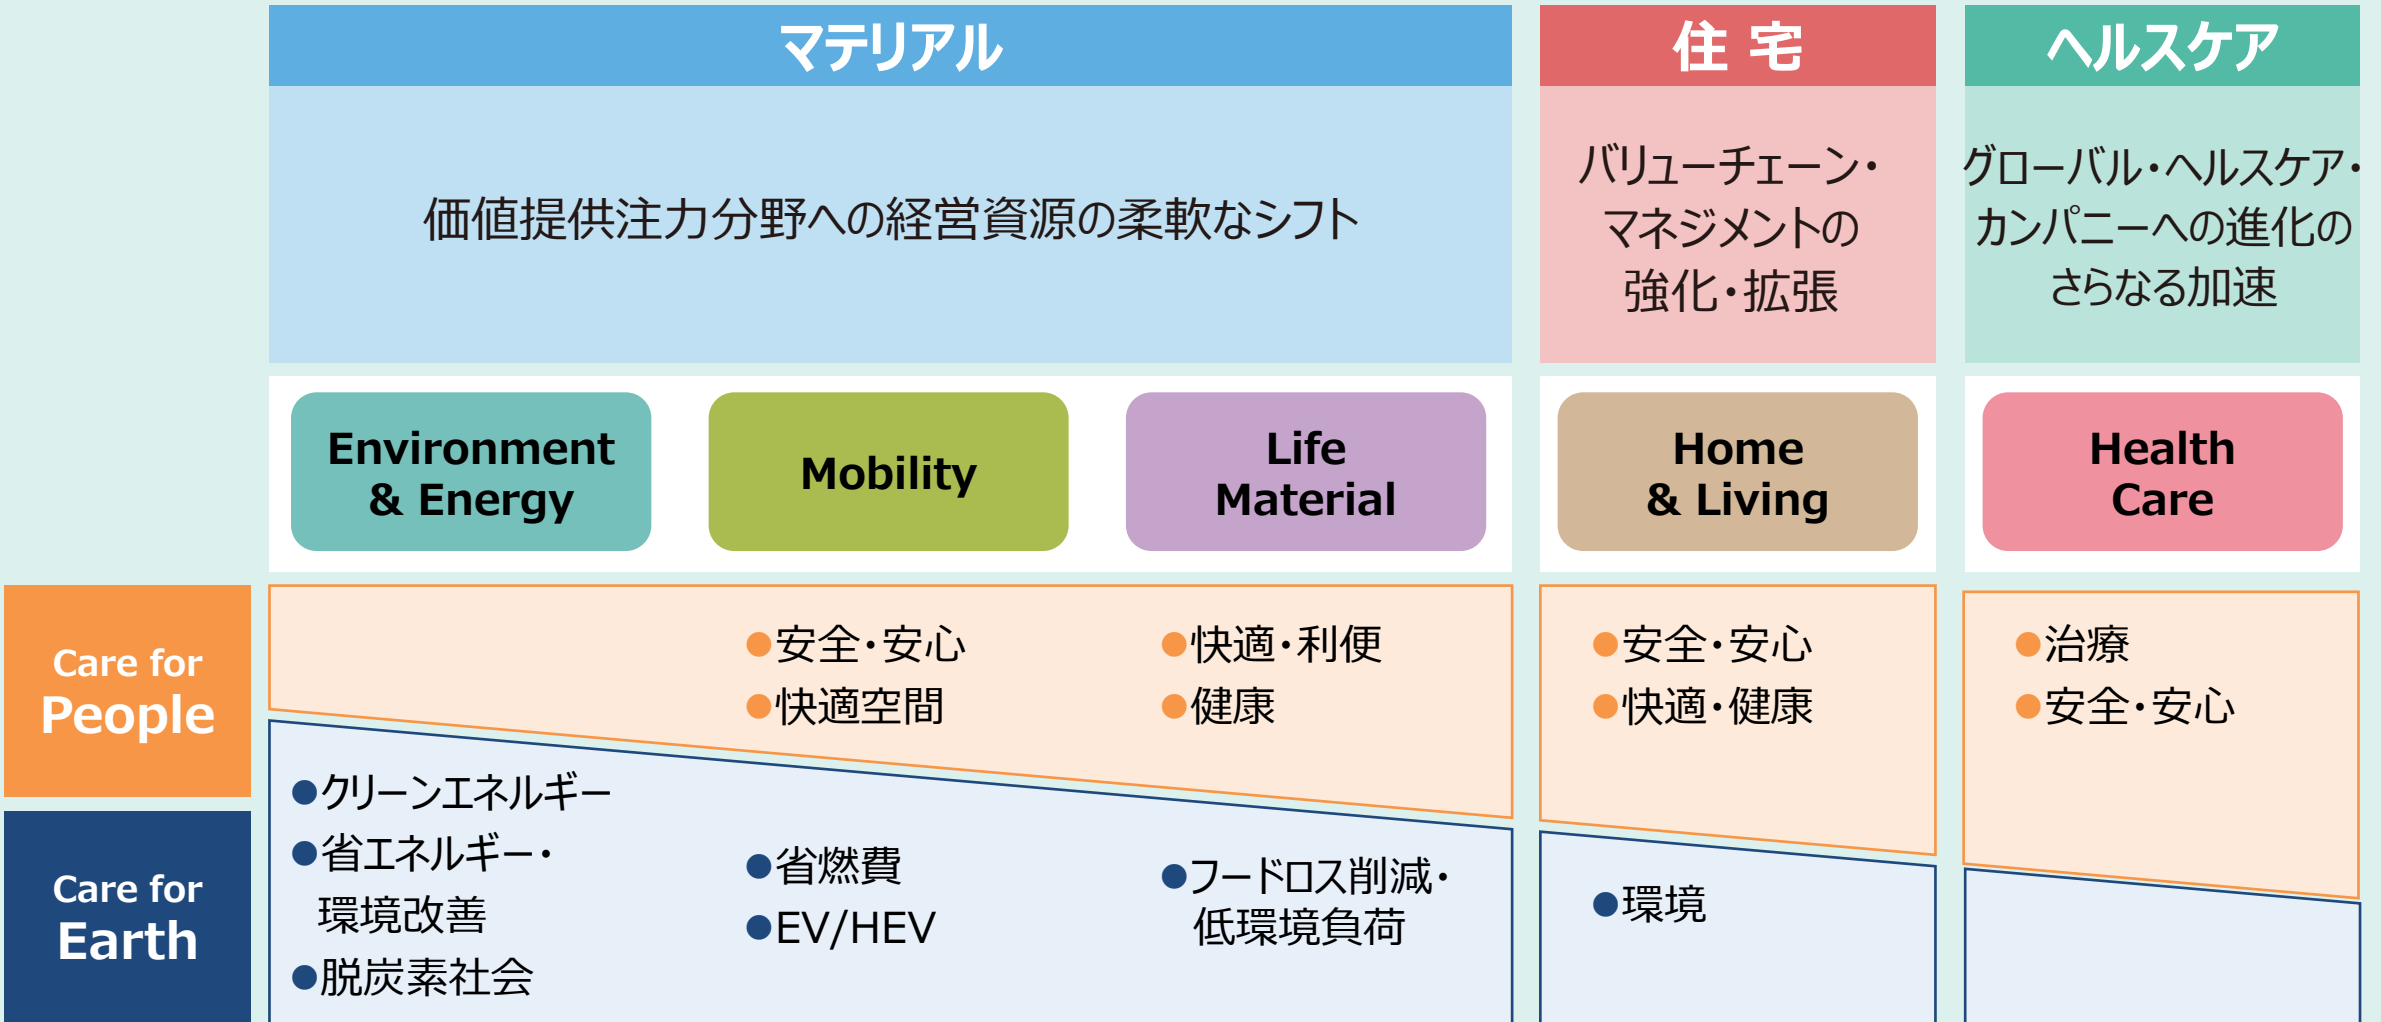 マテリアル
住 宅
ヘルスケア
価値提供注力分野への経営資源の柔軟なシフト
バリューチェーン・
マネジメントの
強化・拡張
グローバル・ヘルスケア・
カンパニーへの進化の
さらなる加速
Environment
& Energy
Mobility
Life
Material
Home
& Living
Health
Care
Care for
People
●安全・安心
●快適空間
●快適・利便
●健康
●安全・安心
●快適・健康
●治療
●安全・安心
Care for
Earth
●クリーンエネルギー
●省エネルギー・
環境改善
●脱炭素社会
●省燃費
●EV/HEV
●フードロス削減・
低環境負荷
●環境